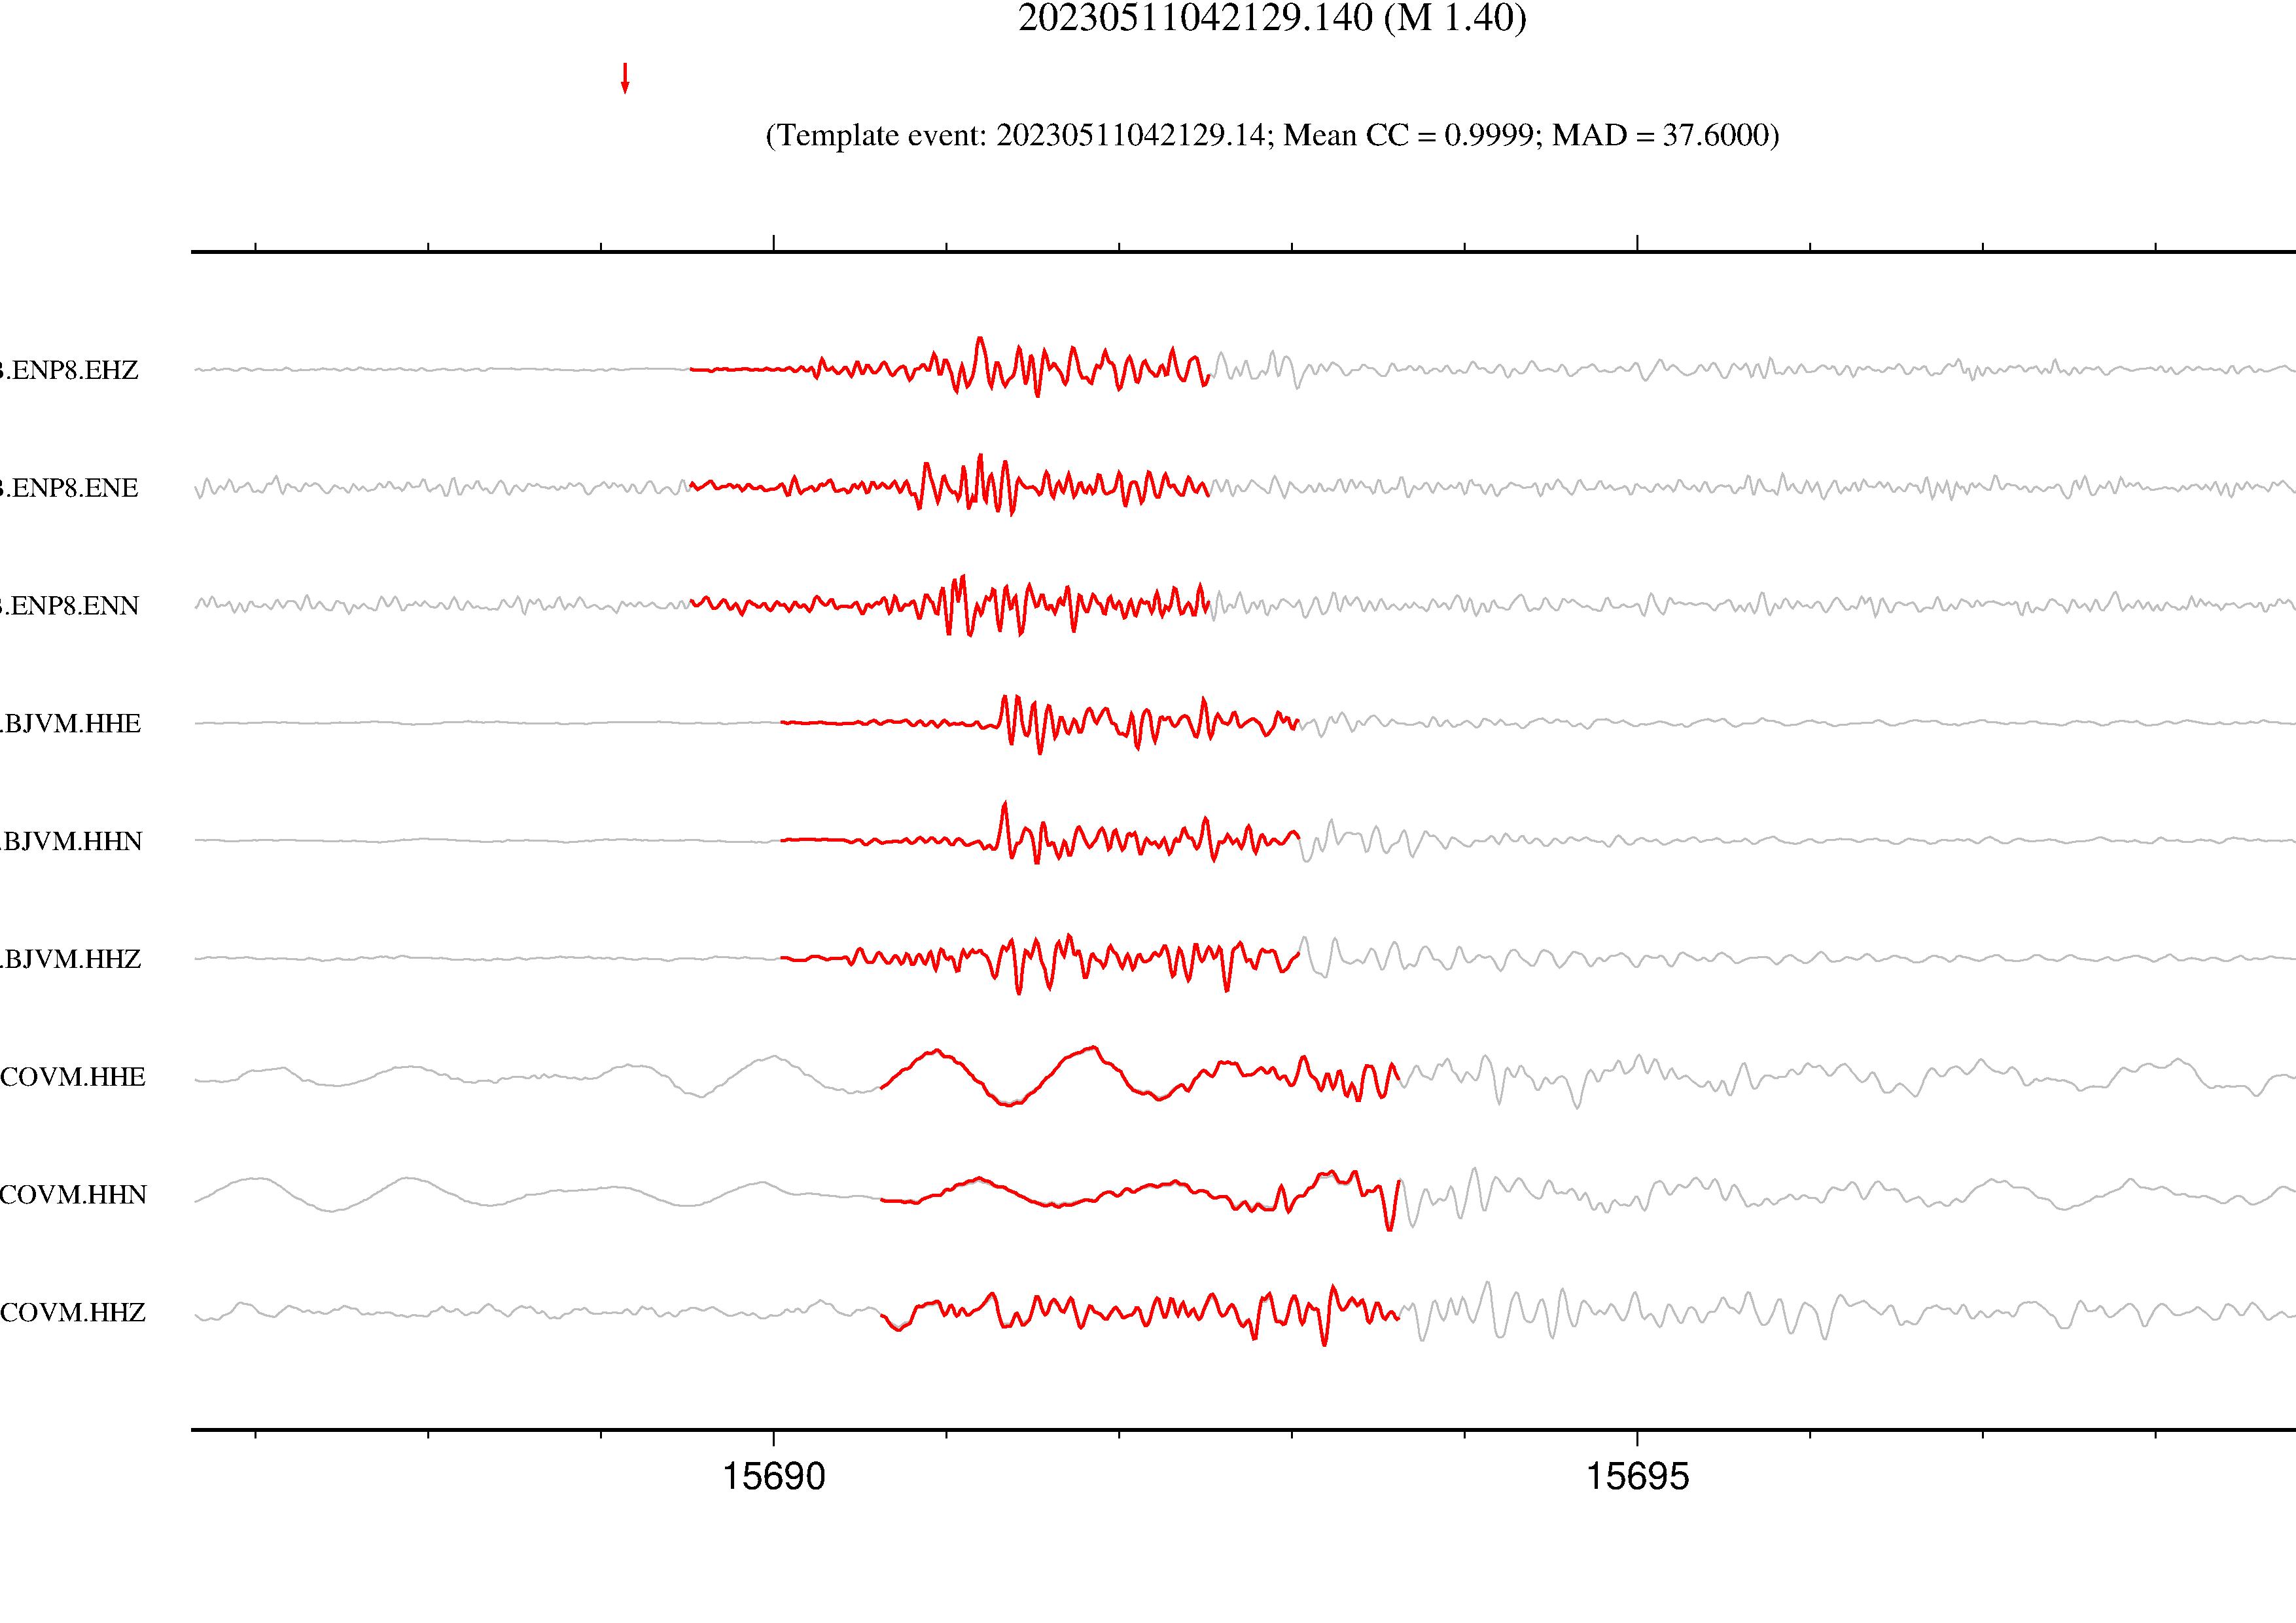 20230511042129.140 (M 1.40)
(Template event: 20230511042129.14; Mean CC = 0.9999; MAD = 37.6000)
.ENP8.EHZ
.ENP8.ENE
.ENP8.ENN
.BJVM.HHE
.BJVM.HHN
.BJVM.HHZ
COVM.HHE
COVM.HHN
COVM.HHZ
15690 15695